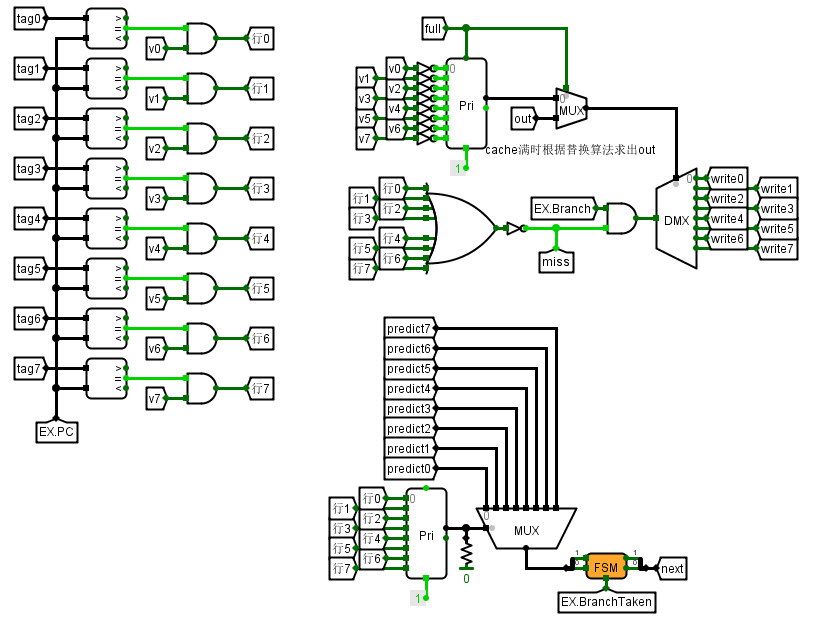 tag0
>
=
<
v0
行0
tag1
>
=
<
v1
行1
tag2
>
=
<
v2
行2
tag3
>
=
<
v3
行3
tag4
>
=
<
v4
行4
tag5
>
=
<
v5
行5
tag6
>
=
<
v6
行6
tag7
>
=
<
v7
行7
EX.PC
full
v0
v1
v2
v3
v4
v5
v6
v7
0
Pri
1
0
MUX
out
cache满时根据替换算法求出out
行0
行1
行2
行3
行4
行5
行6
行7
miss
EX.Branch
0
DMX
write0
write1
write2
write3
write4
write5
write6
write7
predict7
predict6
predict5
predict4
predict3
predict2
predict1
predict0
行0
行1
行2
行3
行4
行5
行6
行7
0
Pri
1
0
0
MUX
FSM
next
EX.BranchTaken